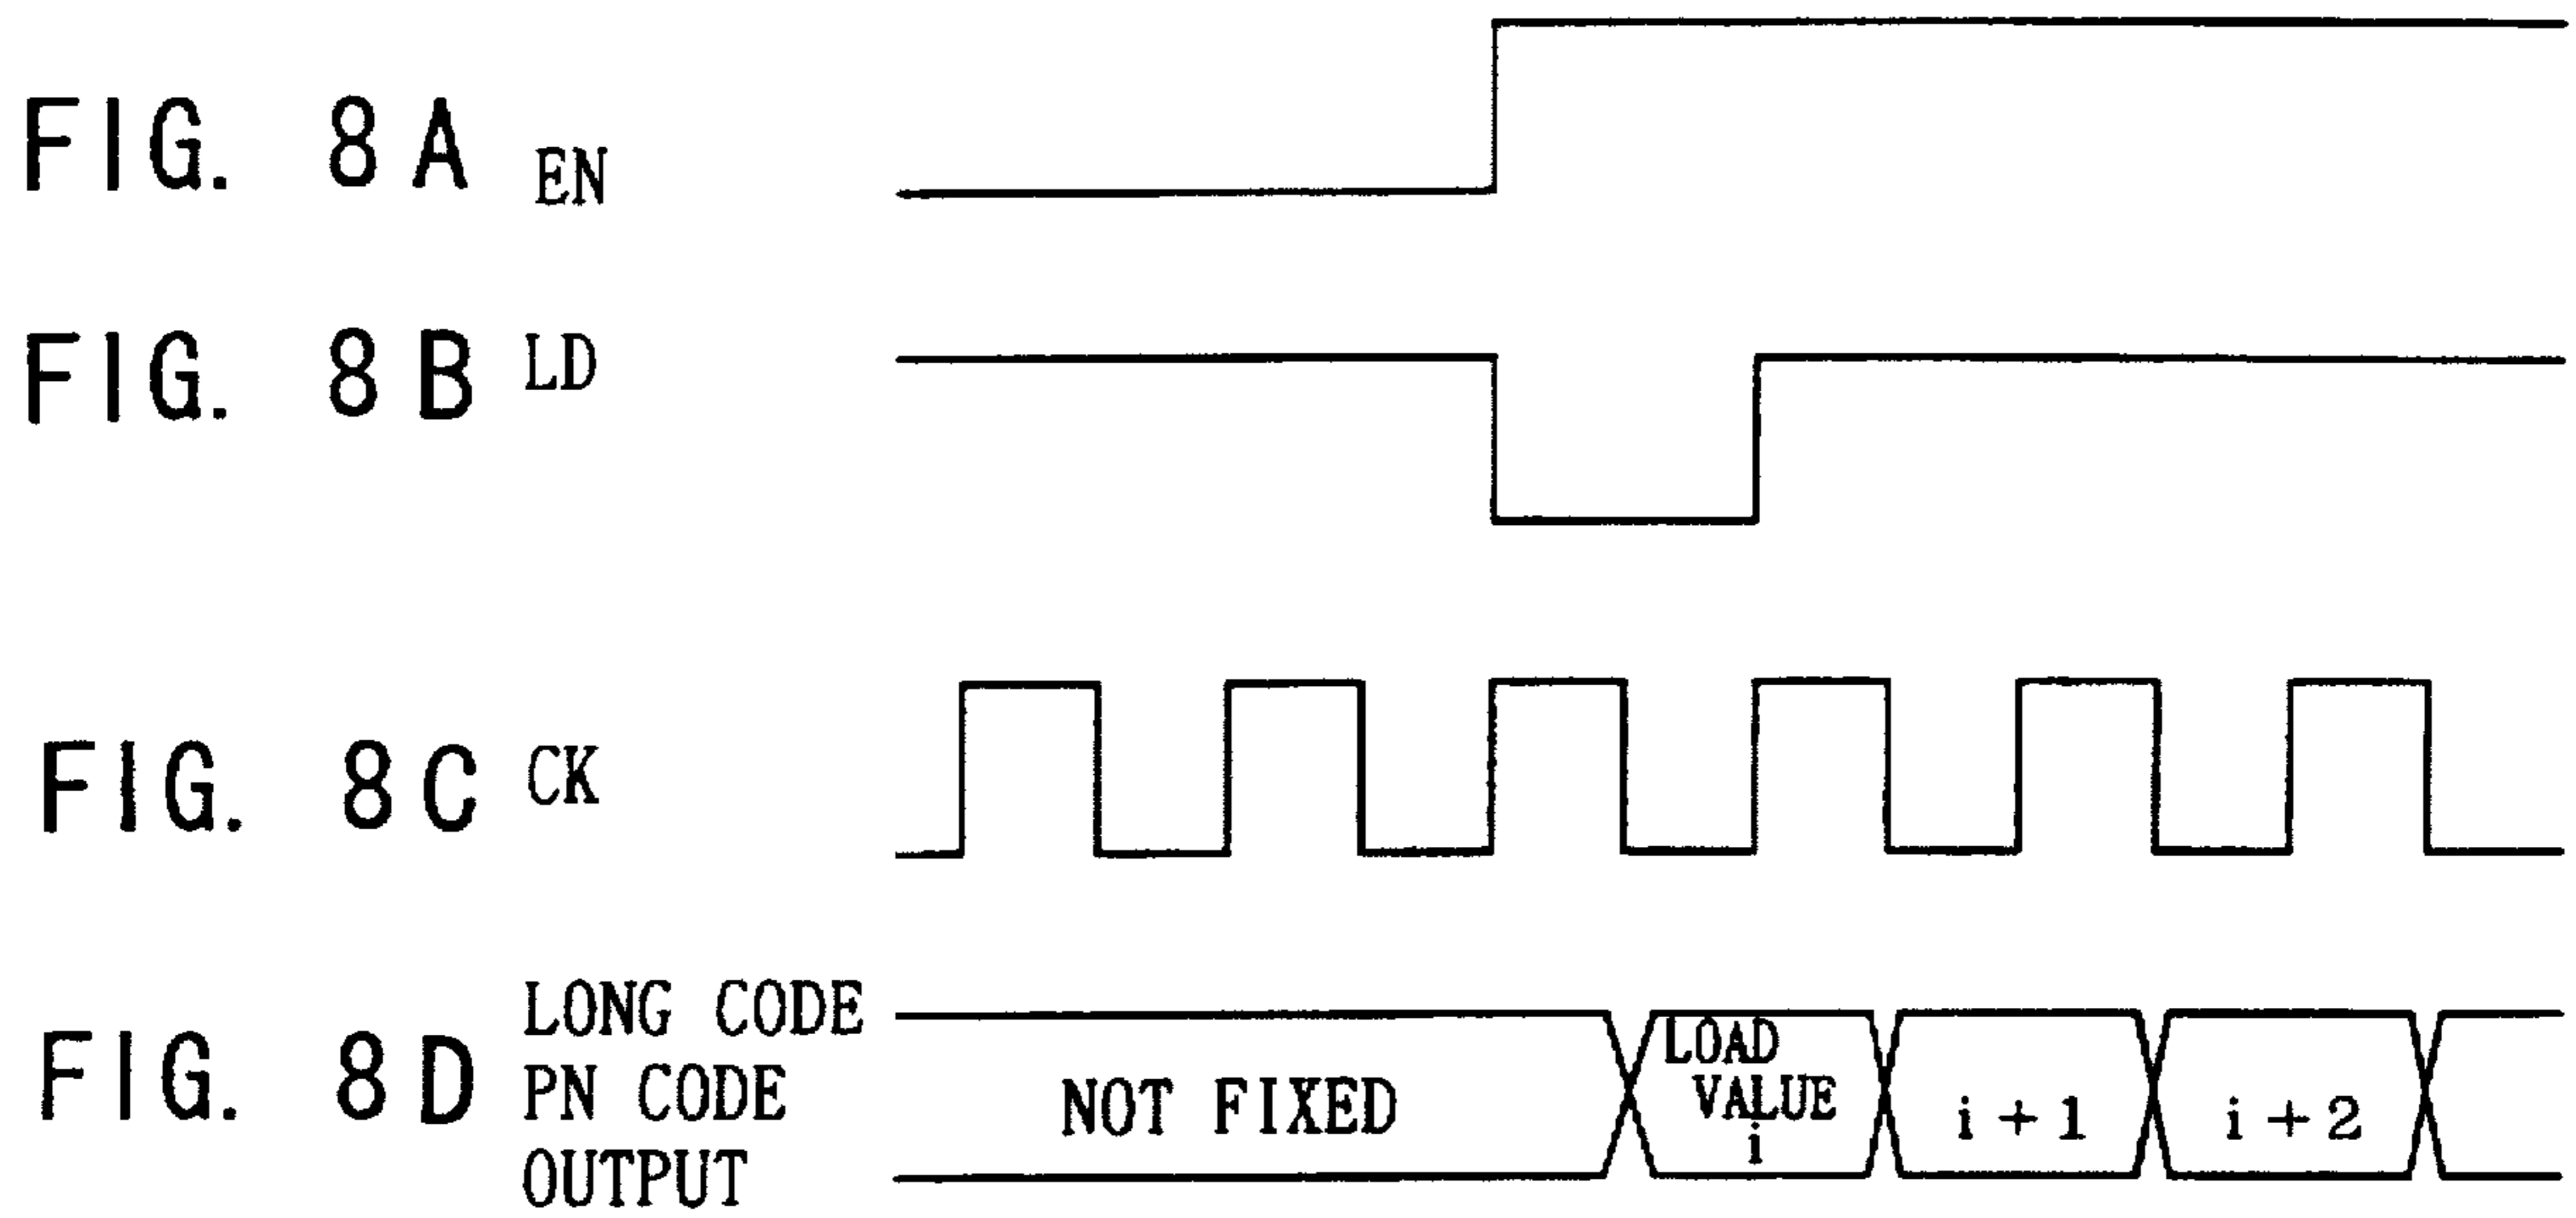 FIG. 8A EN
FIG. 8B LD
FIG. 8C CK
FIG. 8D LONG CODE
PN CODE
OUTPUT
NOT FIXED
LOAD
VALUE
i
i+1
i+2